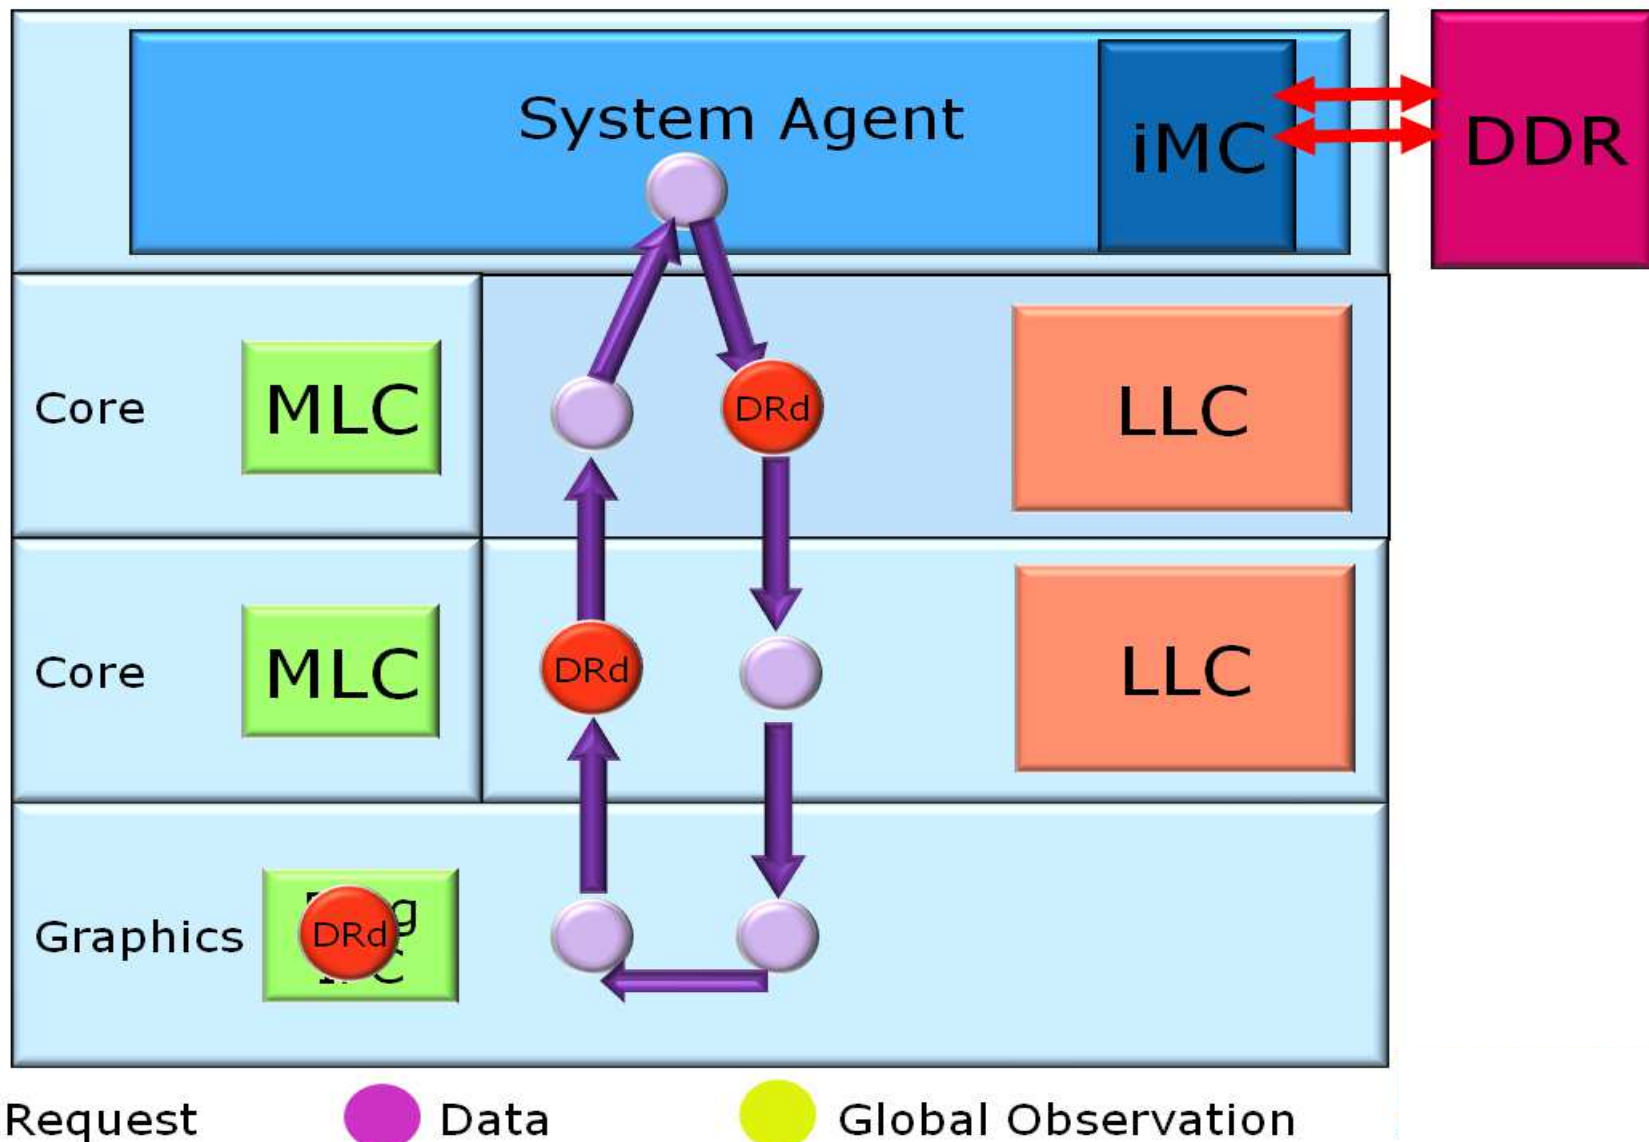 System Agent
iMC
DDR
Core
MLC
DRd
LLC
Core
MLC
DRd
LLC
Graphics
DRd
Request
Data
Global Observation